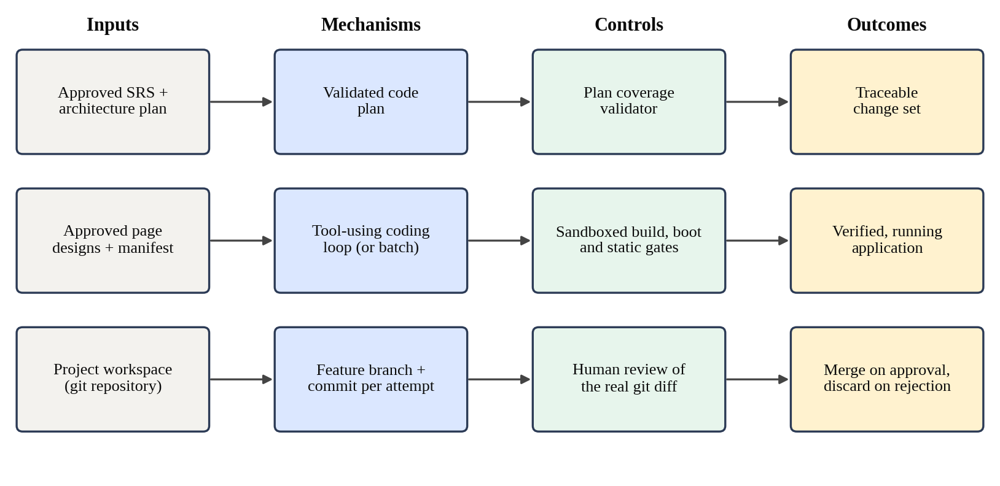 Inputs
Mechanisms
Controls
Outcomes
Approved SRS +
architecture plan
Validated code
plan
Plan coverage
validator
Traceable
change set
Approved page
designs + manifest
Tool-using coding
loop (or batch)
Sandboxed build, boot
and static gates
Verified, running
application
Project workspace
(git repository)
Feature branch +
commit per attempt
Human review of
the real git diff
Merge on approval,
discard on rejection